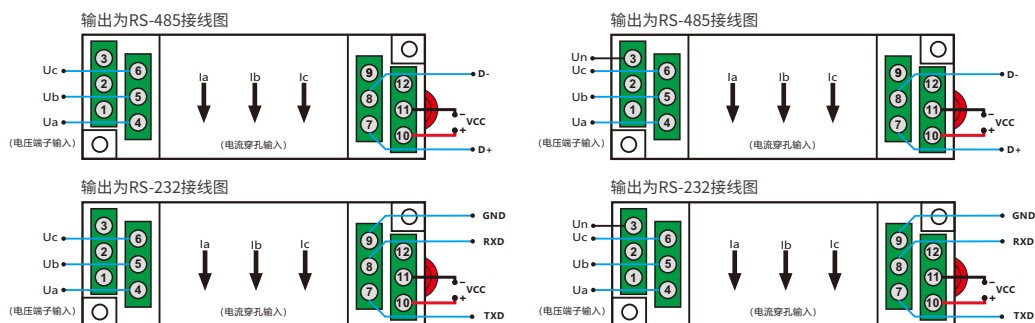 输出为RS-485接线图
3
2
1
6
5
4
Uc
Ub
Ua
(电压端子输入)
Ia Ib Ic
(电流穿孔输入)
9
8
7
12
11
10
D-
-
VCC
+
D+
输出为RS-485接线图
3
2
1
6
5
4
Un
Uc
Ub
Ua
(电压端子输入)
Ia Ib Ic
(电流穿孔输入)
9
8
7
12
11
10
D-
-
VCC
+
D+
输出为RS-232接线图
3
2
1
6
5
4
Uc
Ub
Ua
(电压端子输入)
Ia Ib Ic
(电流穿孔输入)
9
8
7
12
11
10
GND
RXD
-
VCC
+
TXD
输出为RS-232接线图
3
2
1
6
5
4
Un
Uc
Ub
Ua
(电压端子输入)
Ia Ib Ic
(电流穿孔输入)
9
8
7
12
11
10
GND
RXD
-
VCC
+
TXD